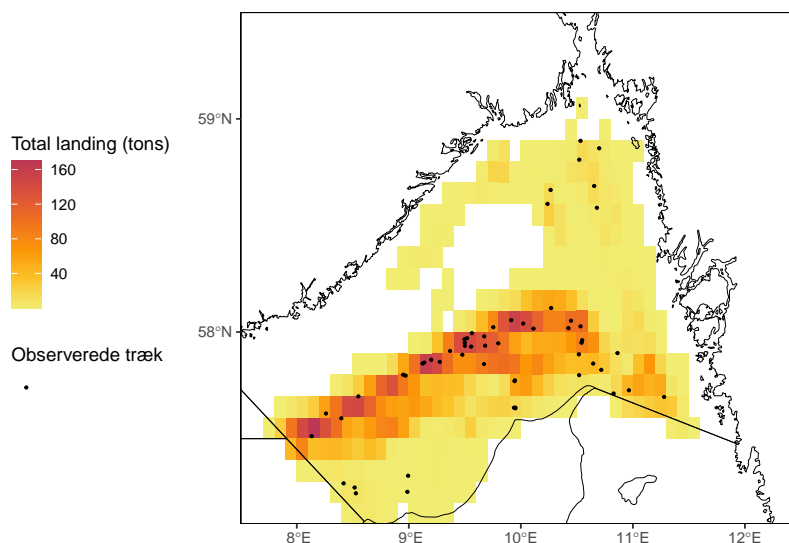 Total landing (tons)
160
120
80
40
Observerede træk
59°N
58°N
8°E
9°E
10°E
11°E
12°E